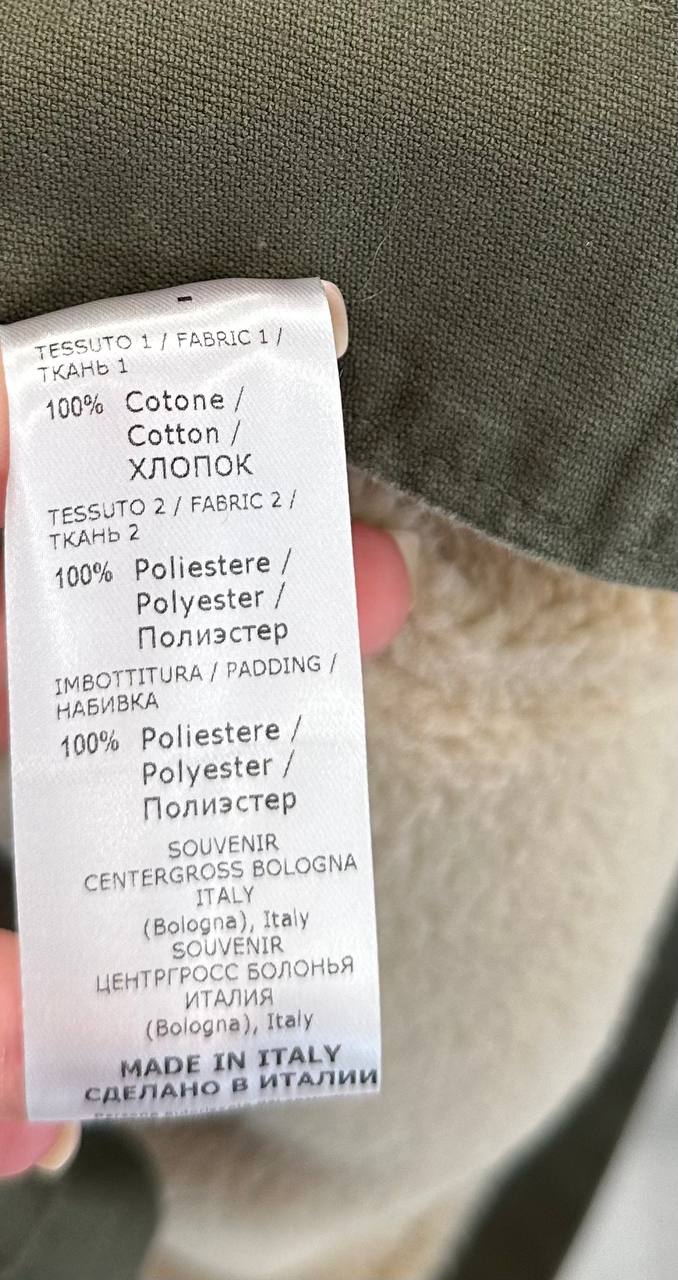 -
TESSUTO 1 / FABRIC 1 /
ТКАНЬ 1
100% Cotone /
Cotton /
ХЛОПОК
TESSUTO 2 / FABRIC 2 /
ТКАНЬ 2
100% Poliestere /
Polyester /
Полиэстер
IMBOTTITURA / PADDING /
НАБИВКА
100% Poliestere /
Polyester /
Полиэстер
SOUVENIR
CENTERGROSS BOLOGNA
ITALY
(Bologna), Italy
SOUVENIR
ЦЕНТРГРОСС БОЛОНЬЯ
ИТАЛИЯ
(Bologna), Italy
MADE IN ITALY
СДЕЛАНО В ИТАЛИИ